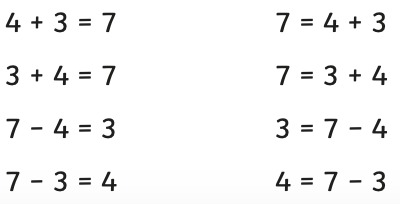 4 + 3 = 7
7 = 4 + 3
3 + 4 = 7
7 = 3 + 4
7 − 4 = 3
3 = 7 − 4
7 − 3 = 4
4 = 7 − 3